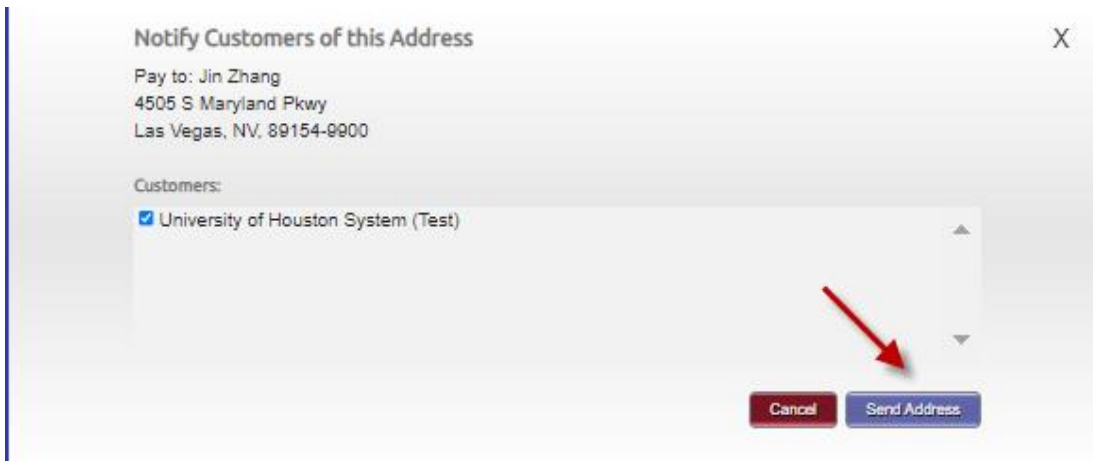 Notify Customers of this Address
X
Pay to: Jin Zhang
4505 S Maryland Pkwy
Las Vegas, NV, 89154-9900
Customers:
University of Houston System (Test)
Cancel
Send Address